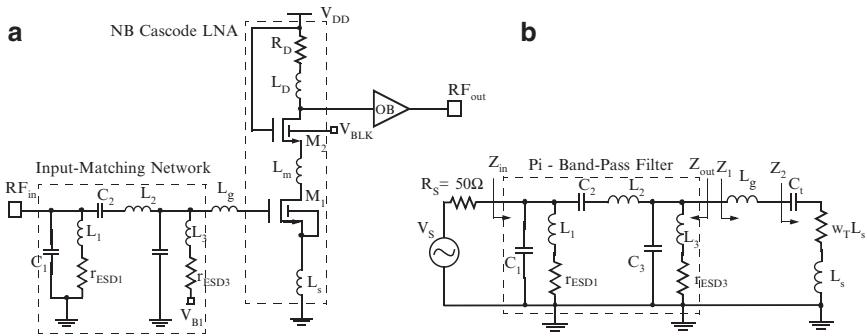 a
NB Cascode LNA
V_DD
R_D
L_D
OB
RF_out
V_BLK
M_2
L_m
M_1
L_s
Input-Matching Network
RF_in
C_2
L_2
L_g
L_1
L_3
C_1
r_ESD1
r_ESD3
V_B1
b
Pi - Band-Pass Filter
Z_in
Z_out
Z_1
Z_2
R_S= 50Ω
V_S
C_2
L_2
L_g
C_t
L_1
L_3
C_1
C_3
r_ESD1
r_ESD3
w_TL_s
L_s